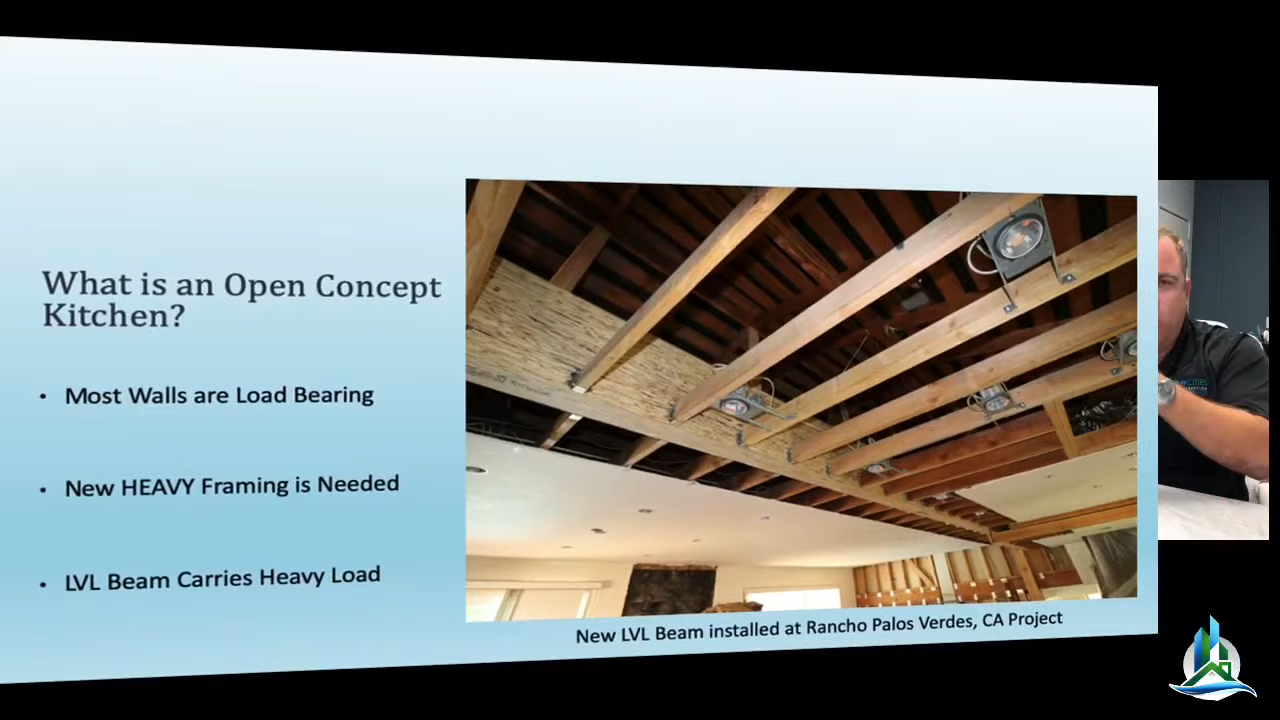 What is an Open Concept
Kitchen?
• Most Walls are Load Bearing
• New HEAVY Framing is Needed
• LVL Beam Carries Heavy Load
New LVL Beam installed at Rancho Palos Verdes, CA Project